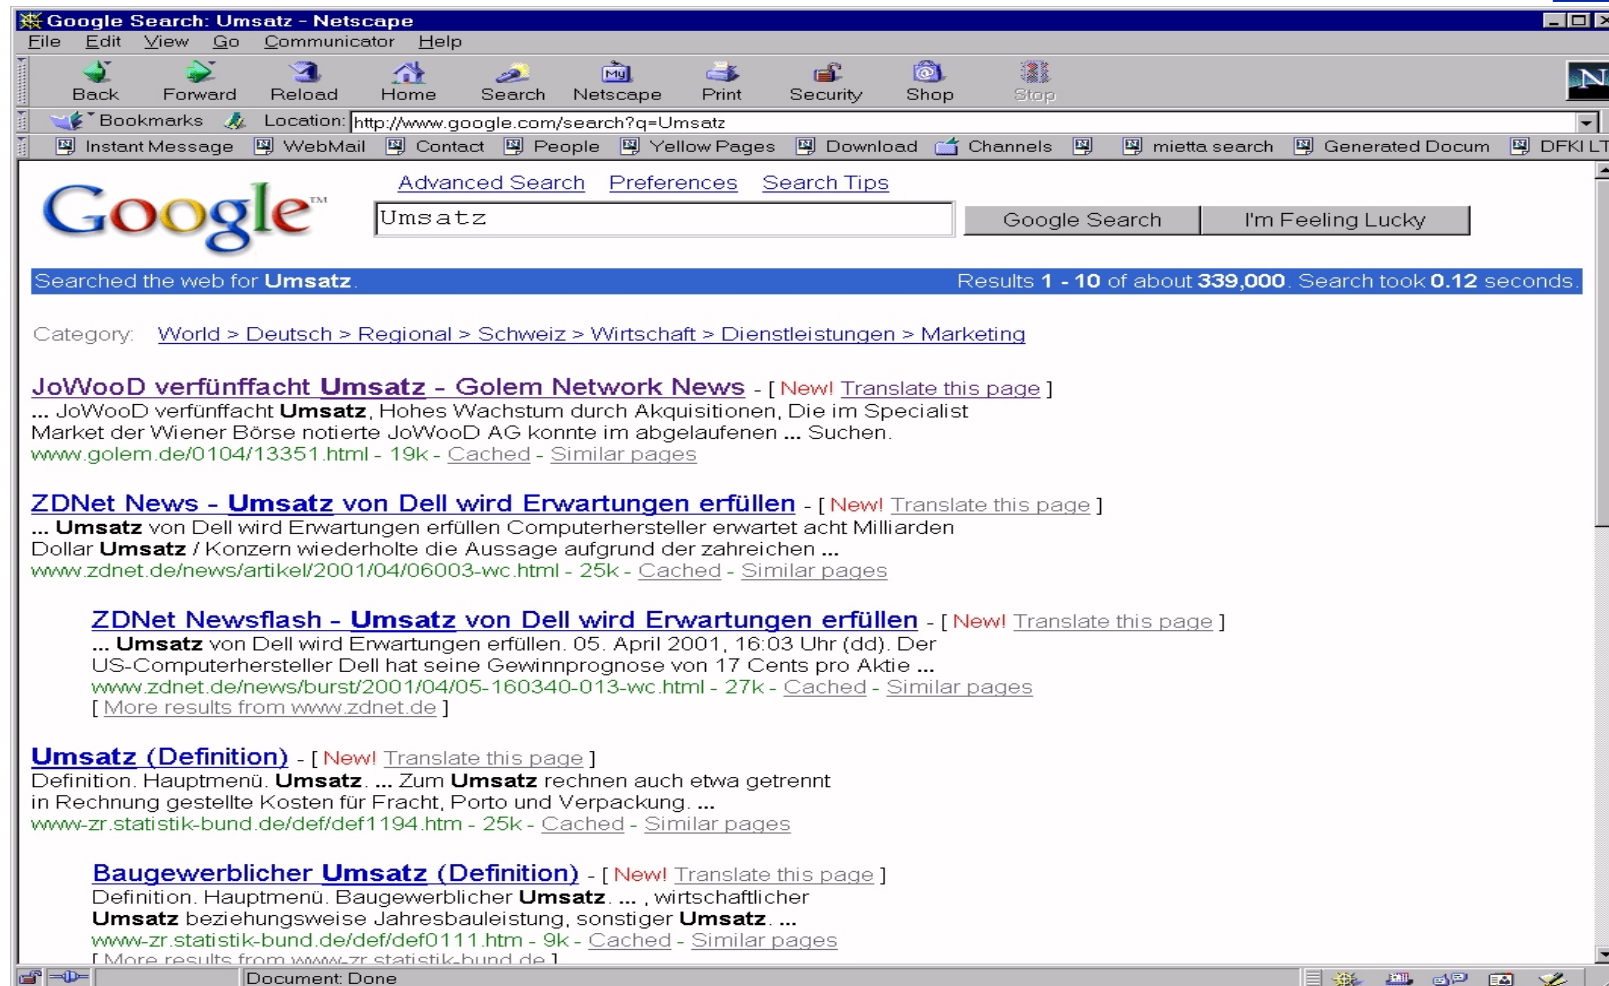 Google Search: Umsatz - Netscape
File Edit View Go Communicator Help
My
N
Back Forward Reload Home Search Netscape Print Security Shop Stop
Bookmarks Location: http://www.google.com/search?q=Umsatz
Instant Message WebMail Contact People Yellow Pages Download Channels mietta search Generated Docum DFKI LT
Advanced Search Preferences Search Tips
Google™
Umsatz Google Search I'm Feeling Lucky
Searched the web for Umsatz. Results 1 - 10 of about 339,000. Search took 0.12 seconds.
Category: World > Deutsch > Regional > Schweiz > Wirtschaft > Dienstleistungen > Marketing
JoWooD verfünffacht Umsatz - Golem Network News - [ New! Translate this page ]
... JoWooD verfünffacht Umsatz, Hohes Wachstum durch Akquisitionen, Die im Specialist
Market der Wiener Börse notierte JoWooD AG konnte im abgelaufenen ... Suchen.
www.golem.de/0104/13351.html - 19k - Cached - Similar pages
ZDNet News - Umsatz von Dell wird Erwartungen erfüllen - [ New! Translate this page ]
... Umsatz von Dell wird Erwartungen erfüllen Computerhersteller erwartet acht Milliarden
Dollar Umsatz / Konzern wiederholte die Aussage aufgrund der zahreichen ...
www.zdnet.de/news/artikel/2001/04/06003-wc.html - 25k - Cached - Similar pages
ZDNet Newsflash - Umsatz von Dell wird Erwartungen erfüllen - [ New! Translate this page ]
... Umsatz von Dell wird Erwartungen erfüllen. 05. April 2001, 16:03 Uhr (dd). Der
US-Computerhersteller Dell hat seine Gewinnprognose von 17 Cents pro Aktie ...
www.zdnet.de/news/burst/2001/04/05-160340-013-wc.html - 27k - Cached - Similar pages
[ More results from www.zdnet.de ]
Umsatz (Definition) - [ New! Translate this page ]
Definition. Hauptmenü. Umsatz. ... Zum Umsatz rechnen auch etwa getrennt
in Rechnung gestellte Kosten für Fracht, Porto und Verpackung. ...
www-zr.statistik-bund.de/def/def1194.htm - 25k - Cached - Similar pages
Baugewerblicher Umsatz (Definition) - [ New! Translate this page ]
Definition. Hauptmenü. Baugewerblicher Umsatz. ... , wirtschaftlicher
Umsatz beziehungsweise Jahresbauleistung, sonstiger Umsatz. ...
www-zr.statistik-bund.de/def/def0111.htm - 9k - Cached - Similar pages
[ More results from www-zr.statistik-bund.de ]
Document: Done